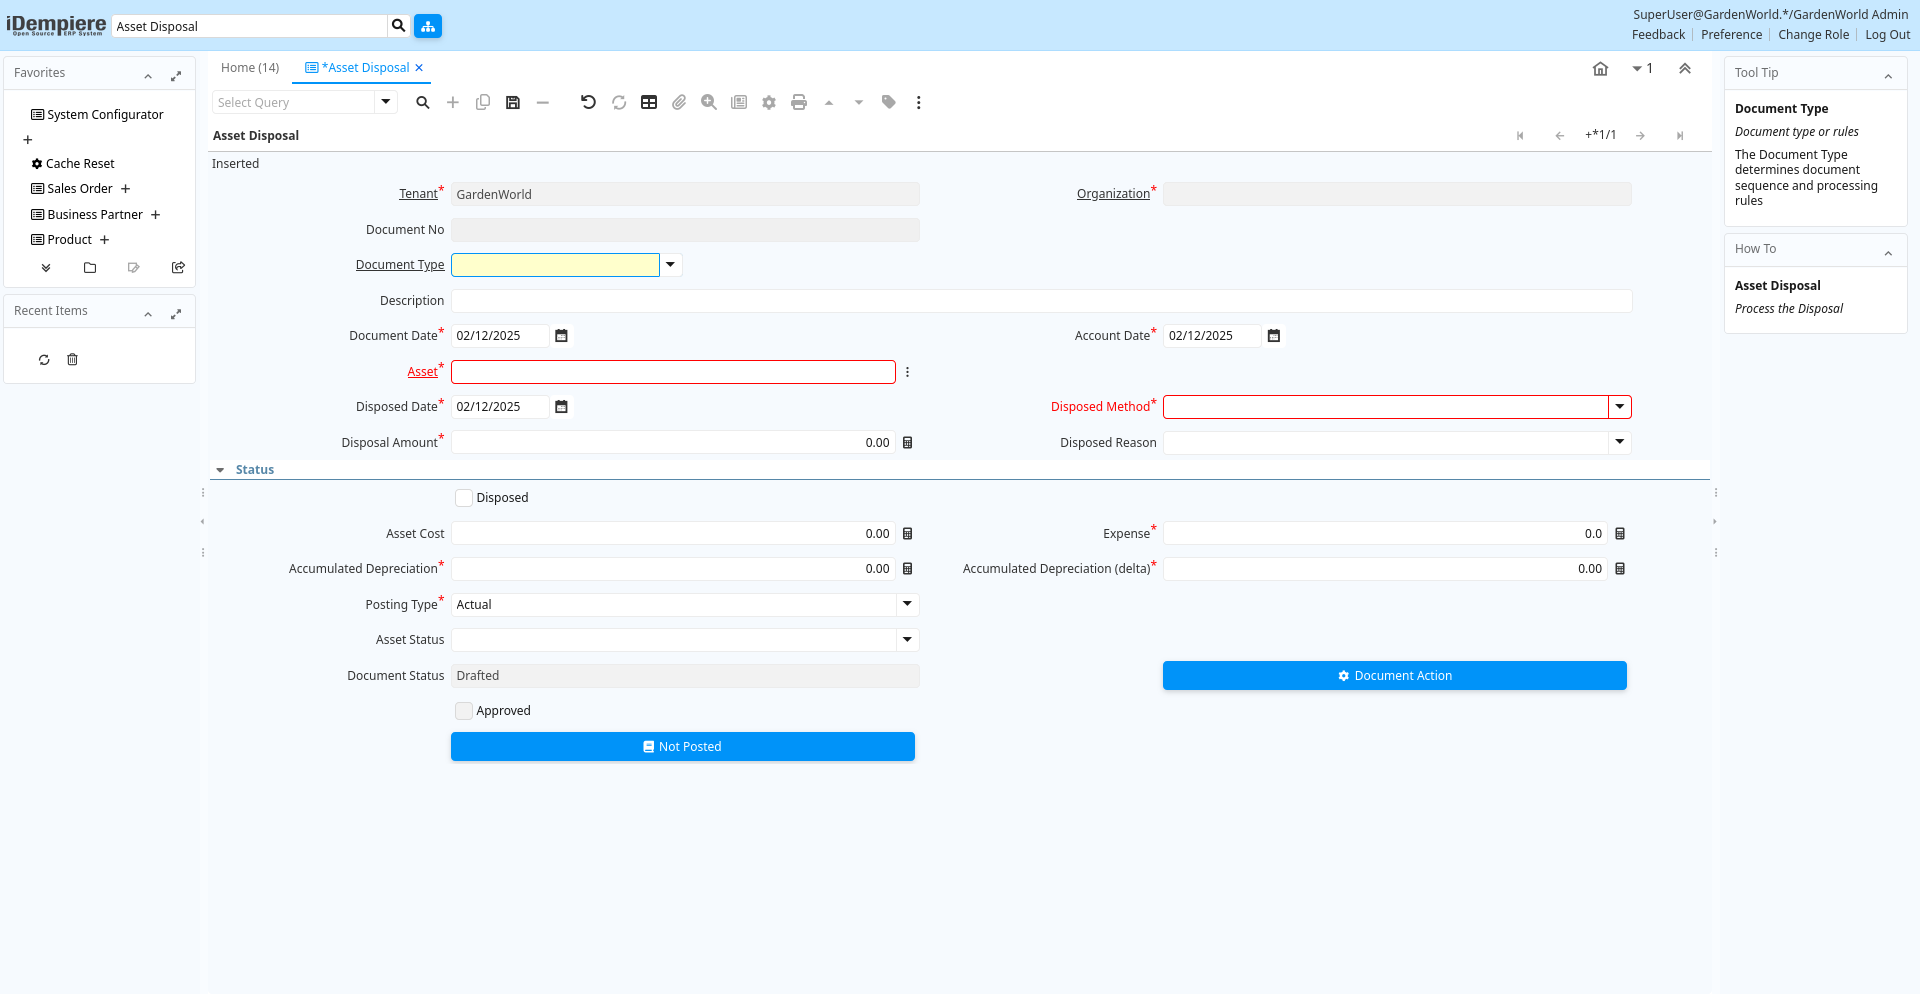 iDempiere
Open Source ERP System
Asset Disposal
SuperUser@GardenWorld.*/GardenWorld Admin
Feedback Preference Change Role Log Out
Favorites
System Configurator
Cache Reset
Sales Order
Business Partner
Product
Recent Items
Home (14)
*Asset Disposal
1
Select Query
Asset Disposal
+*1/1
Inserted
Tenant* GardenWorld Organization*
Document No
Document Type
Description
Document Date* 02/12/2025 Account Date* 02/12/2025
Asset*
Disposed Date* 02/12/2025 Disposed Method*
Disposal Amount* 0.00 Disposed Reason
Status
Disposed
Asset Cost 0.00 Expense* 0.0
Accumulated Depreciation* 0.00 Accumulated Depreciation (delta)* 0.00
Posting Type* Actual
Asset Status
Document Status Drafted Document Action
Approved
Not Posted
Tool Tip
Document Type
Document type or rules
The Document Type
determines document
sequence and processing
rules
How To
Asset Disposal
Process the Disposal